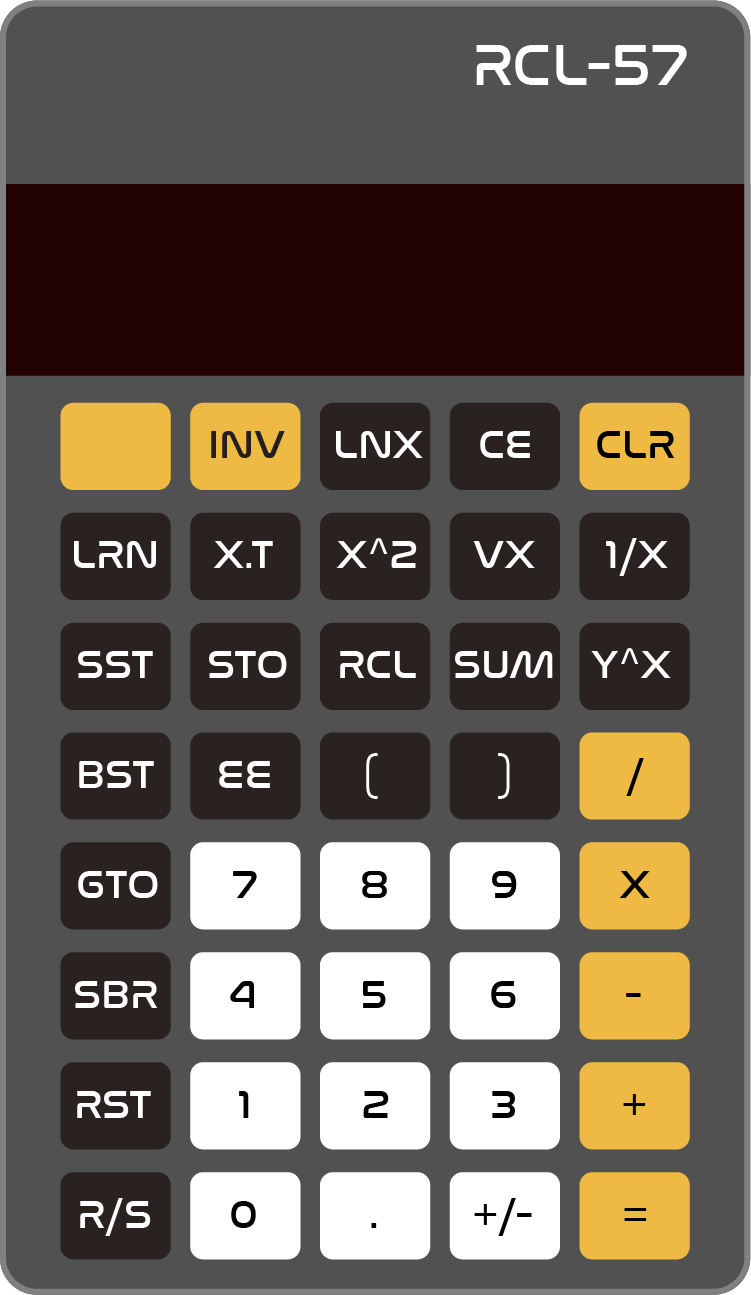 RCL-57
INV LNX CE CLR
LRN X.T X^2 VX 1/X
SST STO RCL SUM Y^X
BST EE ( ) /
GTO 7 8 9 X
SBR 4 5 6 -
RST 1 2 3 +
R/S 0 . +/- =